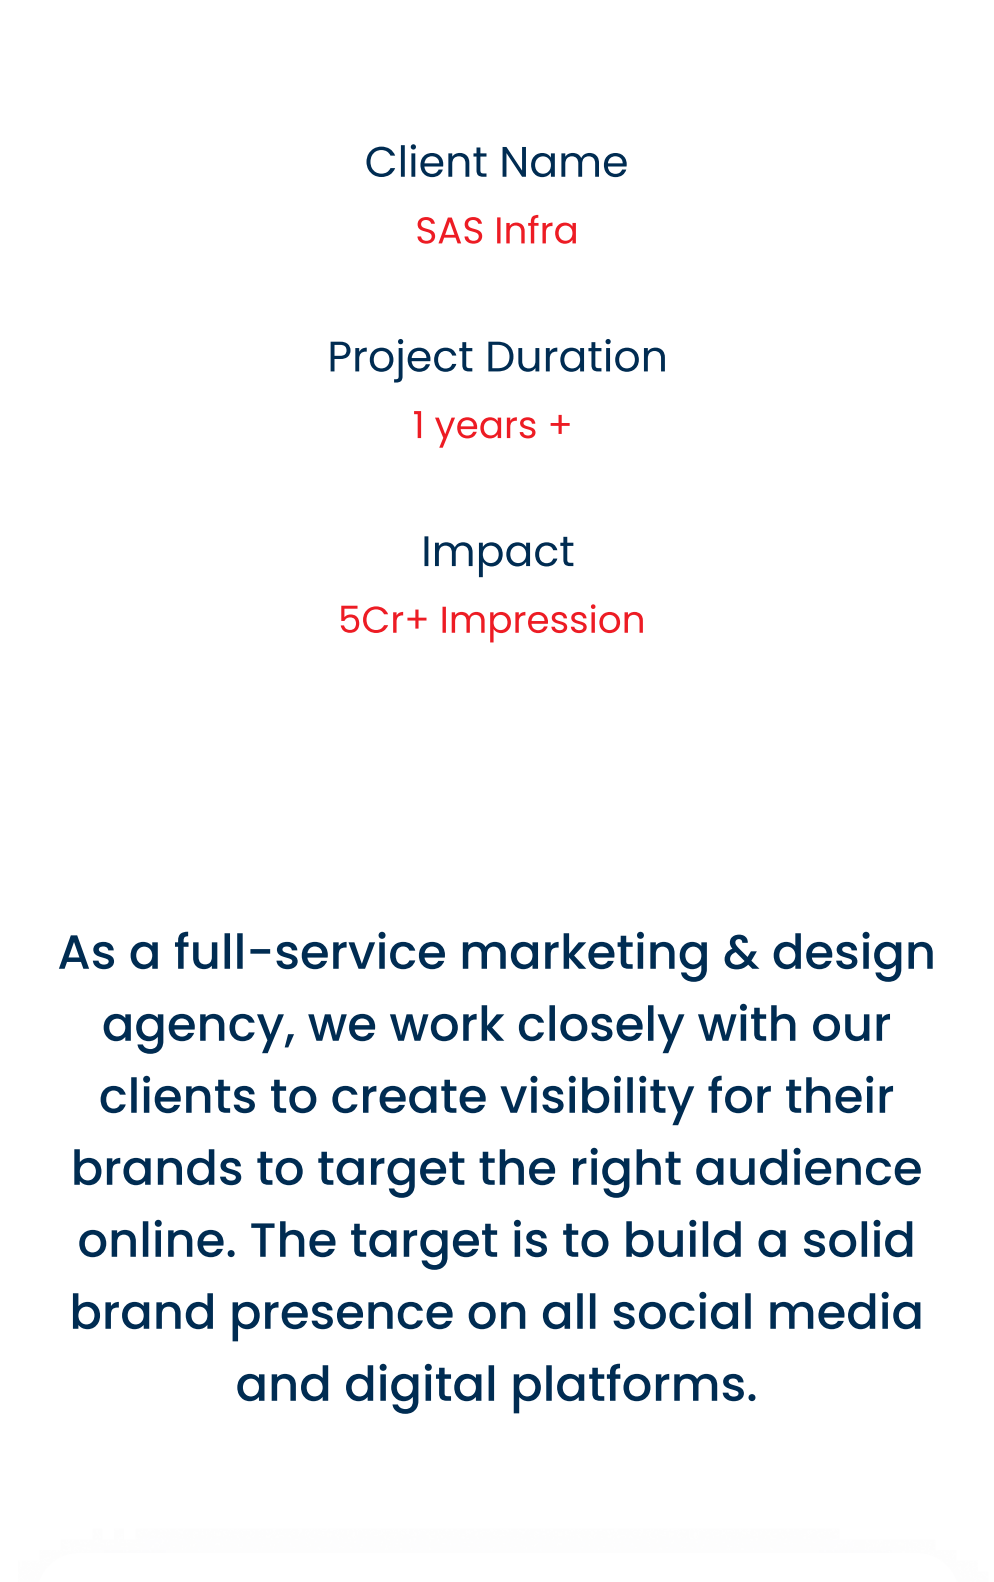 Client Name
SAS Infra
Project Duration
1 years +
Impact
5Cr+ Impression
As a full-service marketing & design
agency, we work closely with our
clients to create visibility for their
brands to target the right audience
online. The target is to build a solid
brand presence on all social media
and digital platforms.